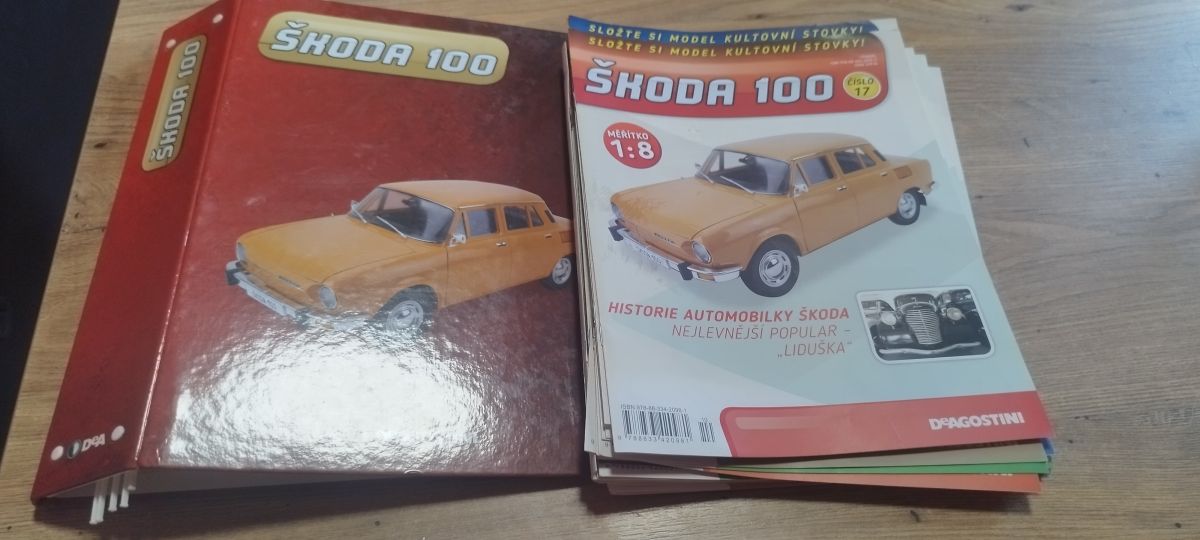 ŠKODA 100
ŠKODA 100
DeA
SLOŽTE SI MODEL KULTOVNÍ STOVKY!
SLOŽTE SI MODEL KULTOVNÍ STOVKY!
ŠKODA 100
ČÍSLO
17
MĚŘÍTKO
1:8
HISTORIE AUTOMOBILKY ŠKODA
NEJLEVNĚJŠÍ POPULAR –
„LIDUŠKA“
DeAGOSTINI